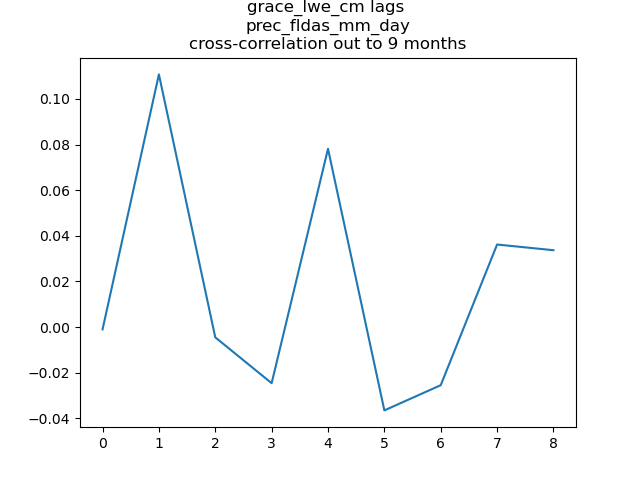 grace_lwe_cm lags
prec_fldas_mm_day
cross-correlation out to 9 months
0.10
0.08
0.06
0.04
0.02
0.00
−0.02
−0.04
0 1 2 3 4 5 6 7 8